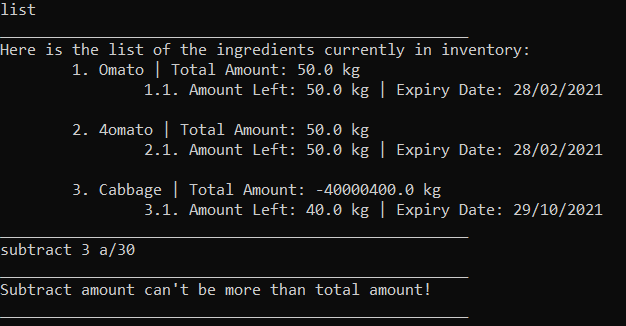 list
Here is the list of the ingredients currently in inventory:
1. Omato | Total Amount: 50.0 kg
1.1. Amount Left: 50.0 kg | Expiry Date: 28/02/2021
2. 4omato | Total Amount: 50.0 kg
2.1. Amount Left: 50.0 kg | Expiry Date: 28/02/2021
3. Cabbage | Total Amount: -40000400.0 kg
3.1. Amount Left: 40.0 kg | Expiry Date: 29/10/2021
subtract 3 a/30
Subtract amount can't be more than total amount!